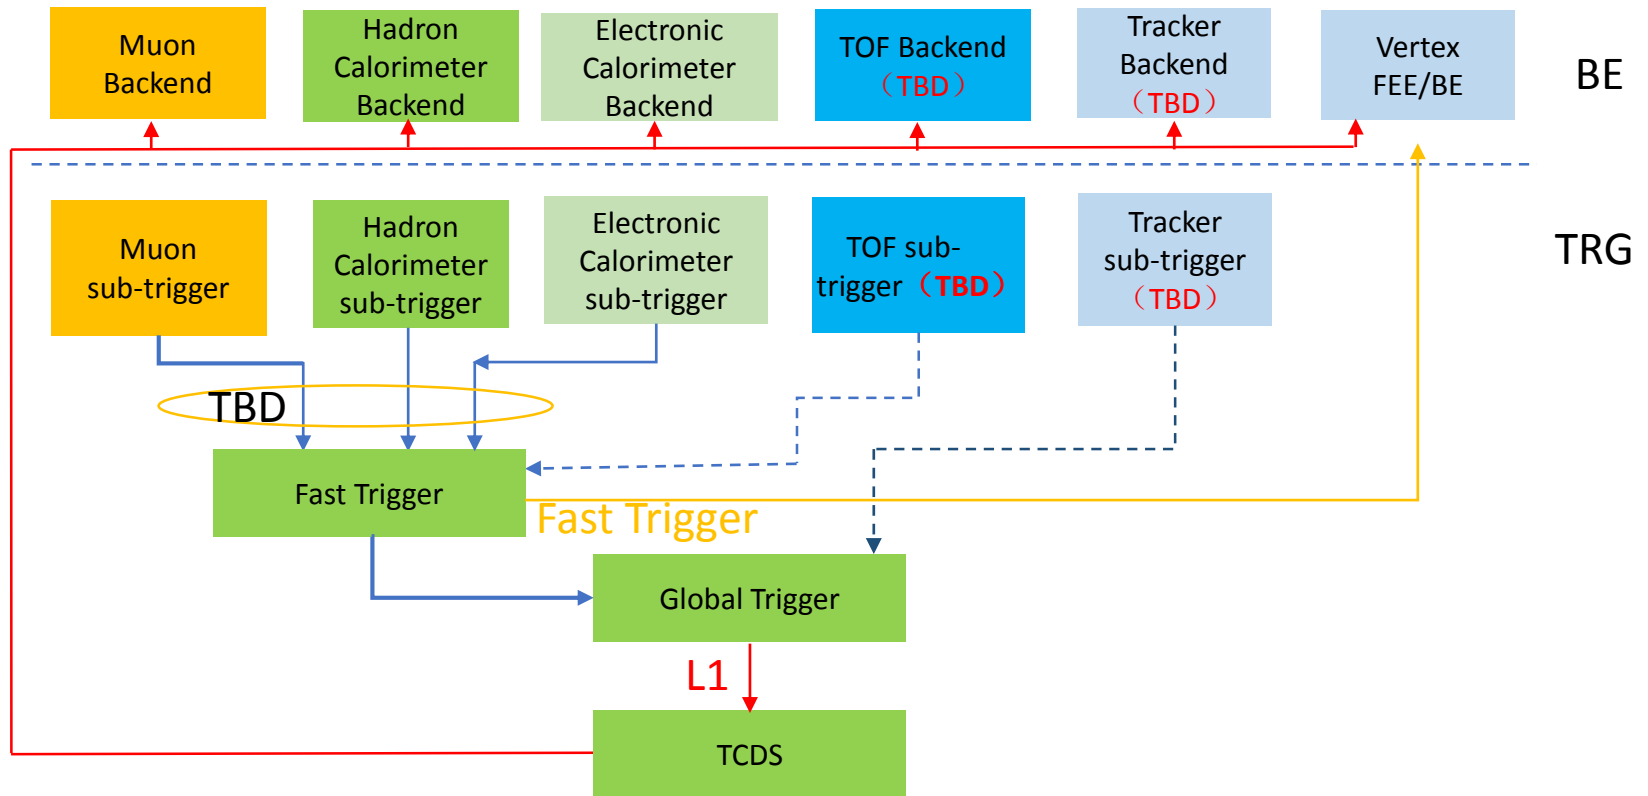 Muon
Backend
Hadron
Calorimeter
Backend
Electronic
Calorimeter
Backend
TOF Backend
（TBD）
Tracker
Backend
（TBD）
Vertex
FEE/BE
BE
Muon
sub-trigger
Hadron
Calorimeter
sub-trigger
Electronic
Calorimeter
sub-trigger
TOF sub-
trigger（TBD）
Tracker
sub-trigger
（TBD）
TRG
TBD
Fast Trigger
Fast Trigger
Global Trigger
L1
TCDS